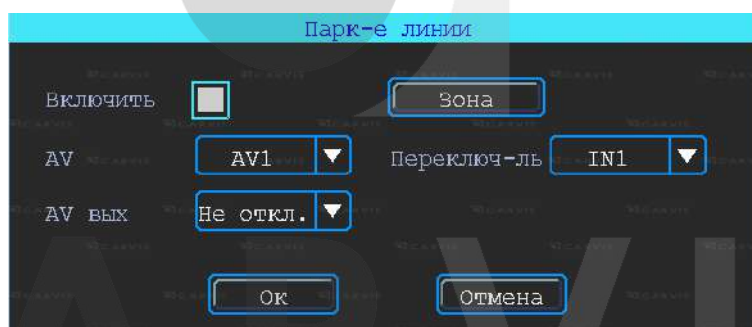 Парк-е линии
Включить Зона
AV AV1 Переключ-ль IN1
AV вых Не откл.
Ок Отмена